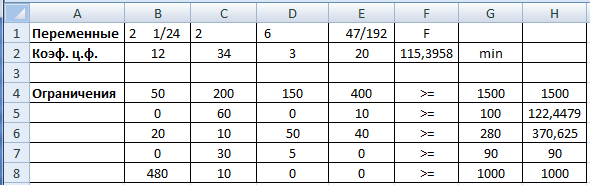 A B C D E F G H
1 Переменные 2 1/24 2 6 47/192 F
2 Коэф. ц.ф. 12 34 3 20 115,3958 min
3
4 Ограничения 50 200 150 400 >= 1500 1500
5 0 60 0 10 >= 100 122,4479
6 20 10 50 40 >= 280 370,625
7 0 30 5 0 >= 90 90
8 480 10 0 0 >= 1000 1000